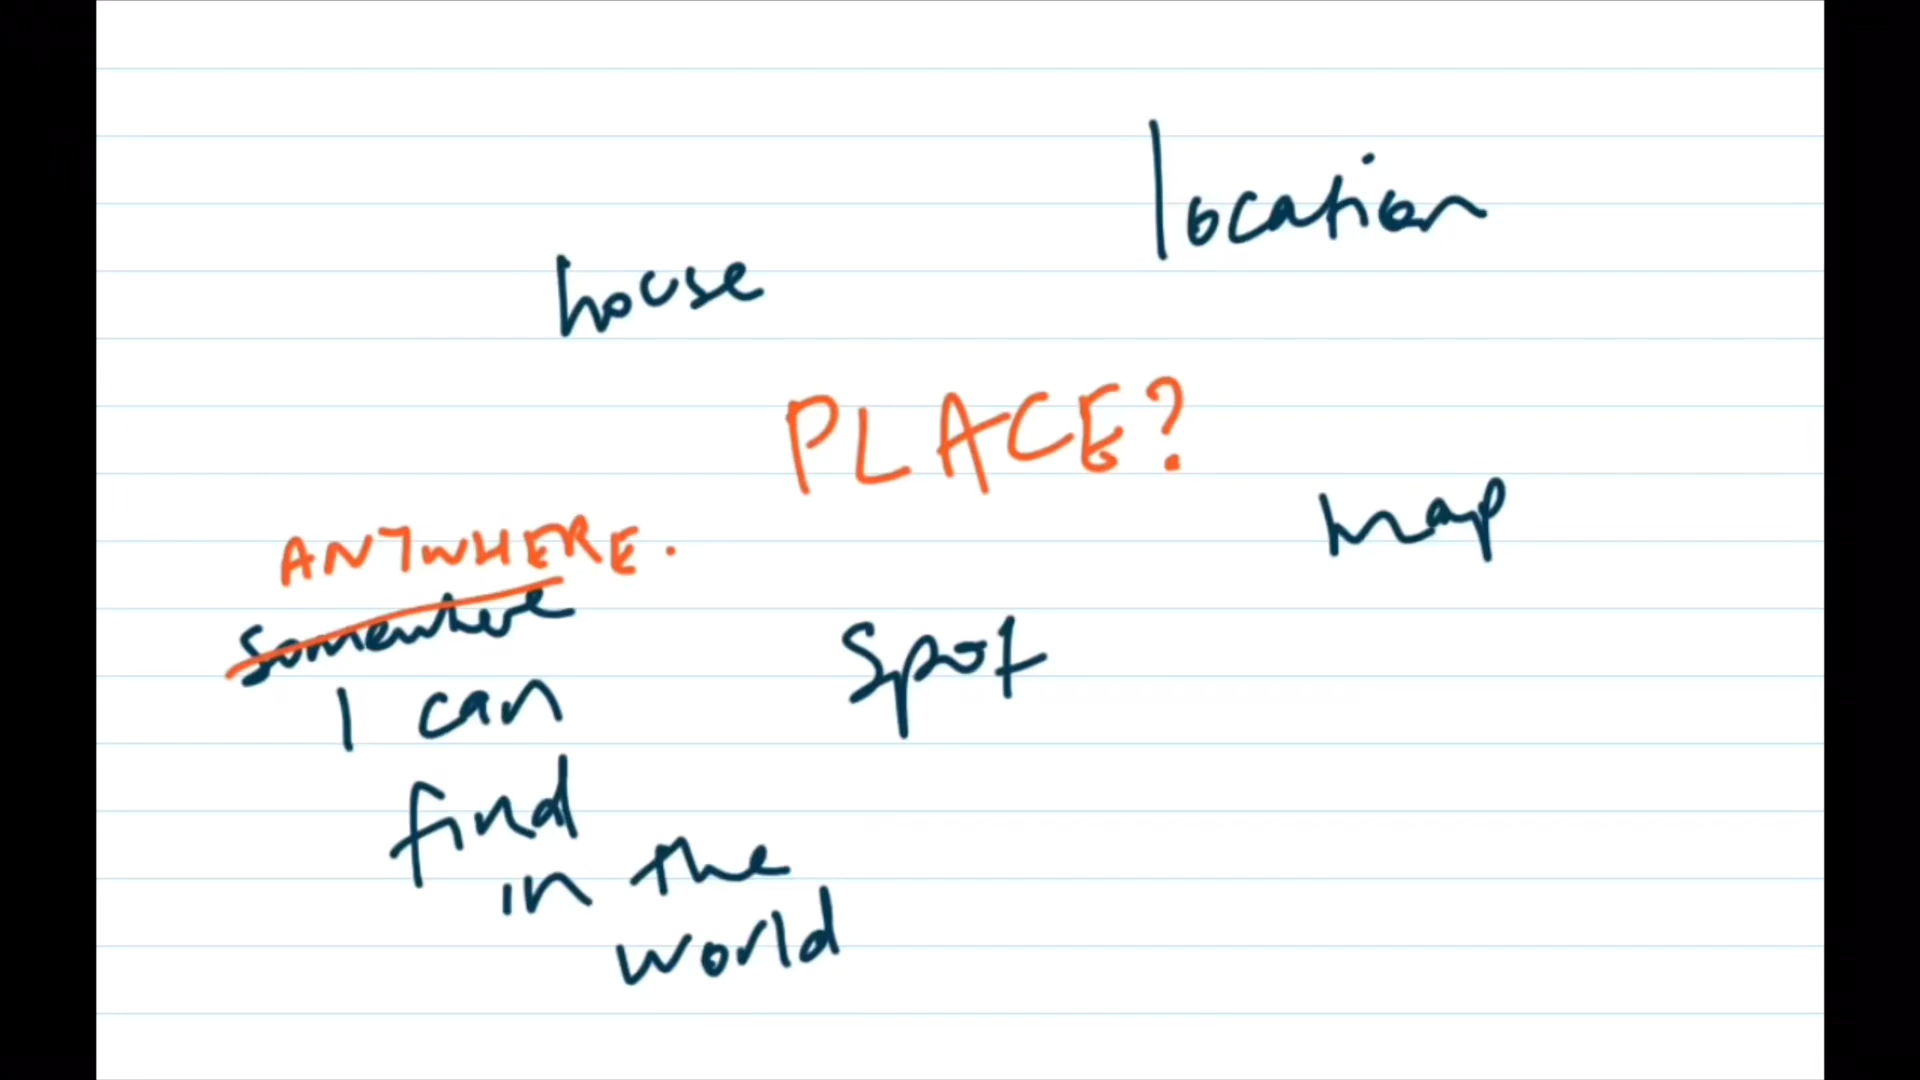 location
house
PLACE?
map
ANYWHERE.
somewhere
I can
spot
find
in the
world